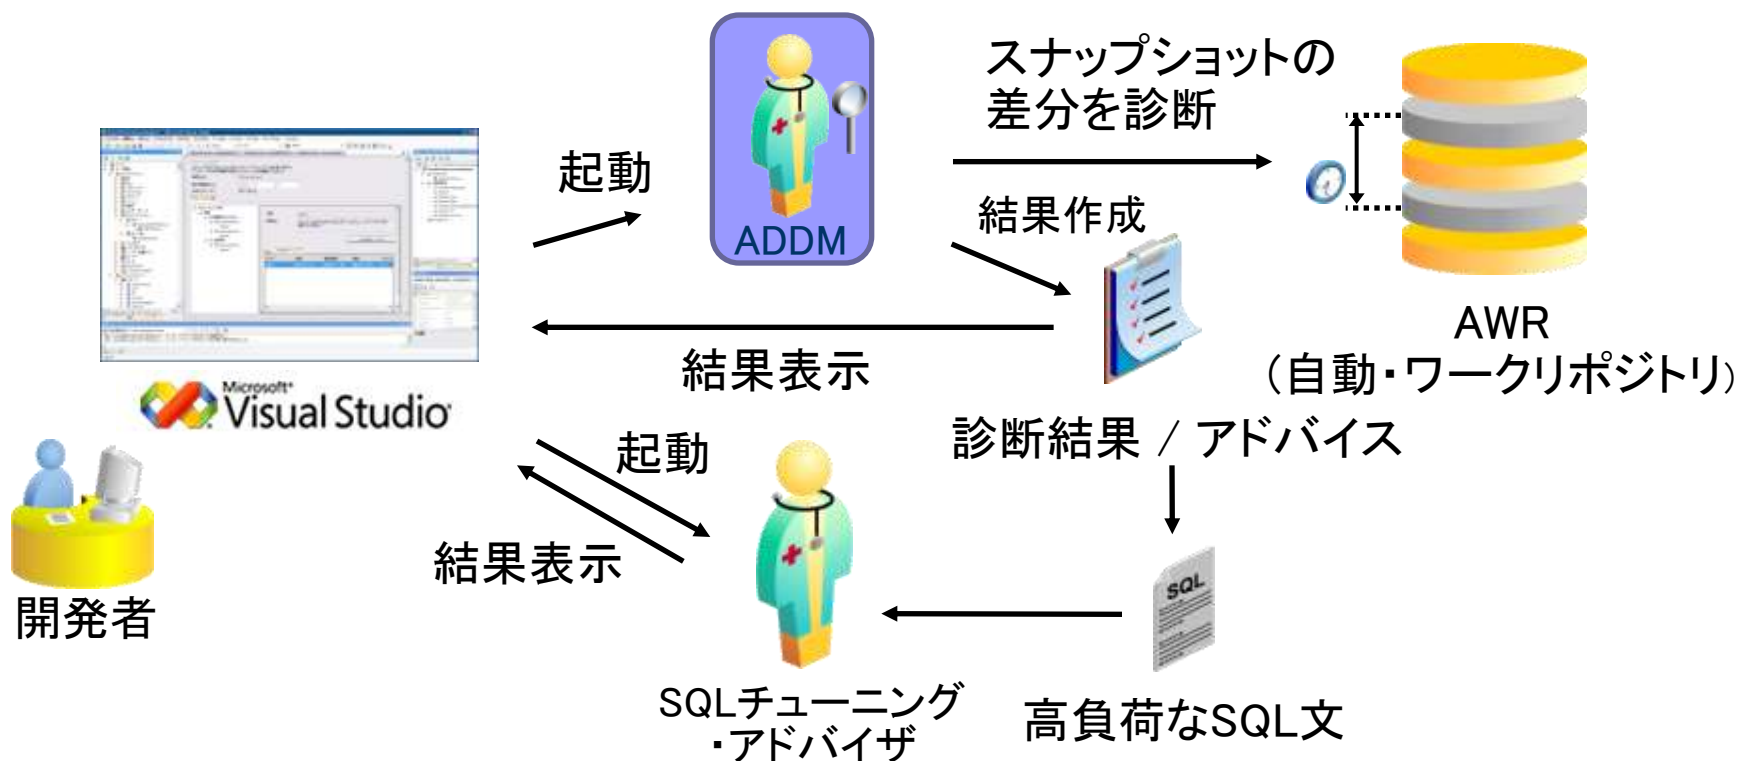 スナップショットの
差分を診断
起動
ADDM
結果作成
AWR
（自動・ワークリポジトリ）
結果表示
Microsoft
Visual Studio
診断結果 / アドバイス
起動
結果表示
開発者
SQL
SQLチューニング
・アドバイザ
高負荷なSQL文